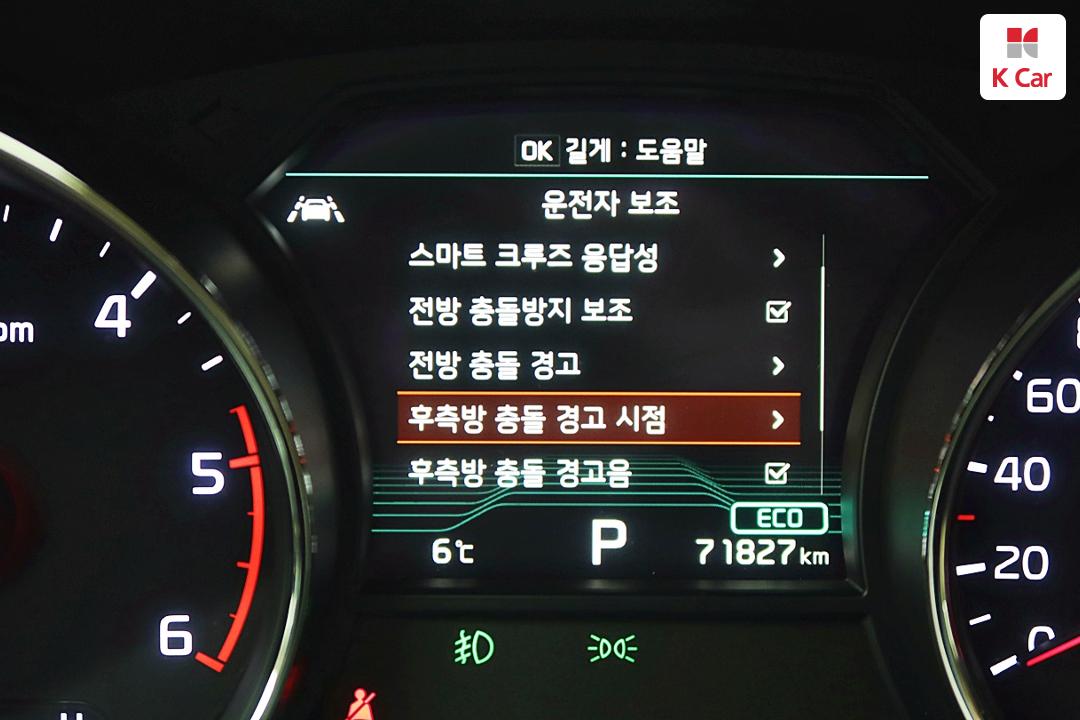 K Car
OK 길게 : 도움말
운전자 보조
스마트 크루즈 응답성
전방 충돌방지 보조
전방 충돌 경고
후측방 충돌 경고 시점
후측방 충돌 경고음
ECO
6℃
P
71827 km
4
5
6
60
40
20
0